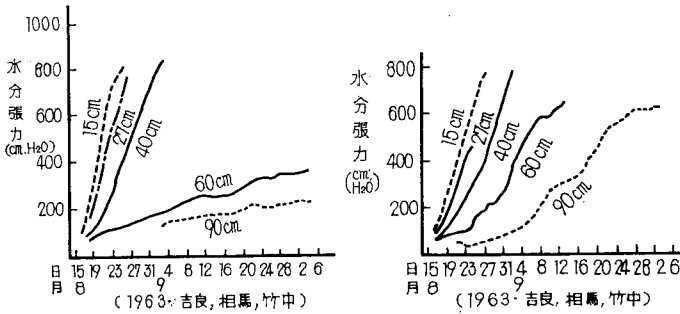 1000
800
600
400
200
水分張力
(cm.H₂O)
15cm
27cm
40cm
60cm
90cm
日 15 19 23 27 31 4 8 12 16 20 24 28 2 6
月 8 9
(1963・吉良, 相馬, 竹中)
800
600
400
200
水分張力
(cm. H₂O)
15cm
27cm
40cm
60cm
90cm
日 15 19 23 27 31 4 8 12 16 20 24 28 2 6
月 8 9
(1963・吉良, 相馬, 竹中)